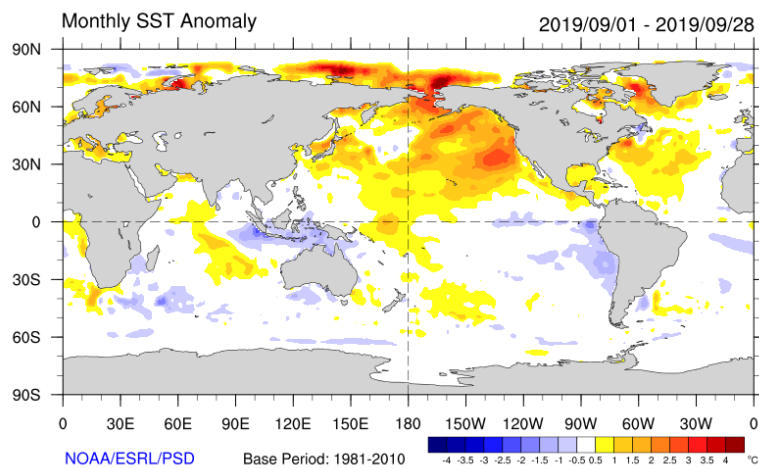 Monthly SST Anomaly 2019/09/01 - 2019/09/28
90N
60N
30N
0
30S
60S
90S
0 30E 60E 90E 120E 150E 180 150W 120W 90W 60W 30W 0
NOAA/ESRL/PSD Base Period: 1981-2010
-4 -3.5 -3 -2.5 -2 -1.5 -1 -0.5 0.5 1 1.5 2 2.5 3 3.5 4 °C